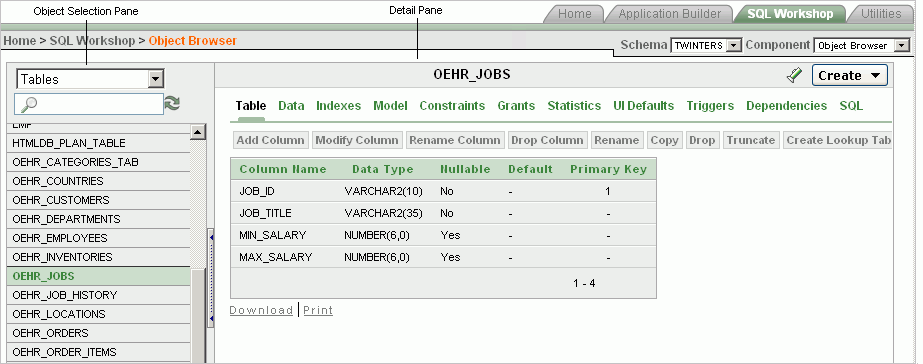 Object Selection Pane
Detail Pane
Home Application Builder SQL Workshop Utilities
Home > SQL Workshop > Object Browser
Schema TWINTERS Component Object Browser
Tables
OEHR_JOBS
Create
Table Data Indexes Model Constraints Grants Statistics UI Defaults Triggers Dependencies SQL
Add Column Modify Column Rename Column Drop Column Rename Copy Drop Truncate Create Lookup Tab
EMP
HTMLDB_PLAN_TABLE
OEHR_CATEGORIES_TAB
OEHR_COUNTRIES
OEHR_CUSTOMERS
OEHR_DEPARTMENTS
OEHR_EMPLOYEES
OEHR_INVENTORIES
OEHR_JOBS
OEHR_JOB_HISTORY
OEHR_LOCATIONS
OEHR_ORDERS
OEHR_ORDER_ITEMS
Column Name Data Type Nullable Default Primary Key
JOB_ID VARCHAR2(10) No - 1
JOB_TITLE VARCHAR2(35) No - -
MIN_SALARY NUMBER(6,0) Yes - -
MAX_SALARY NUMBER(6,0) Yes - -
1 - 4
Download | Print